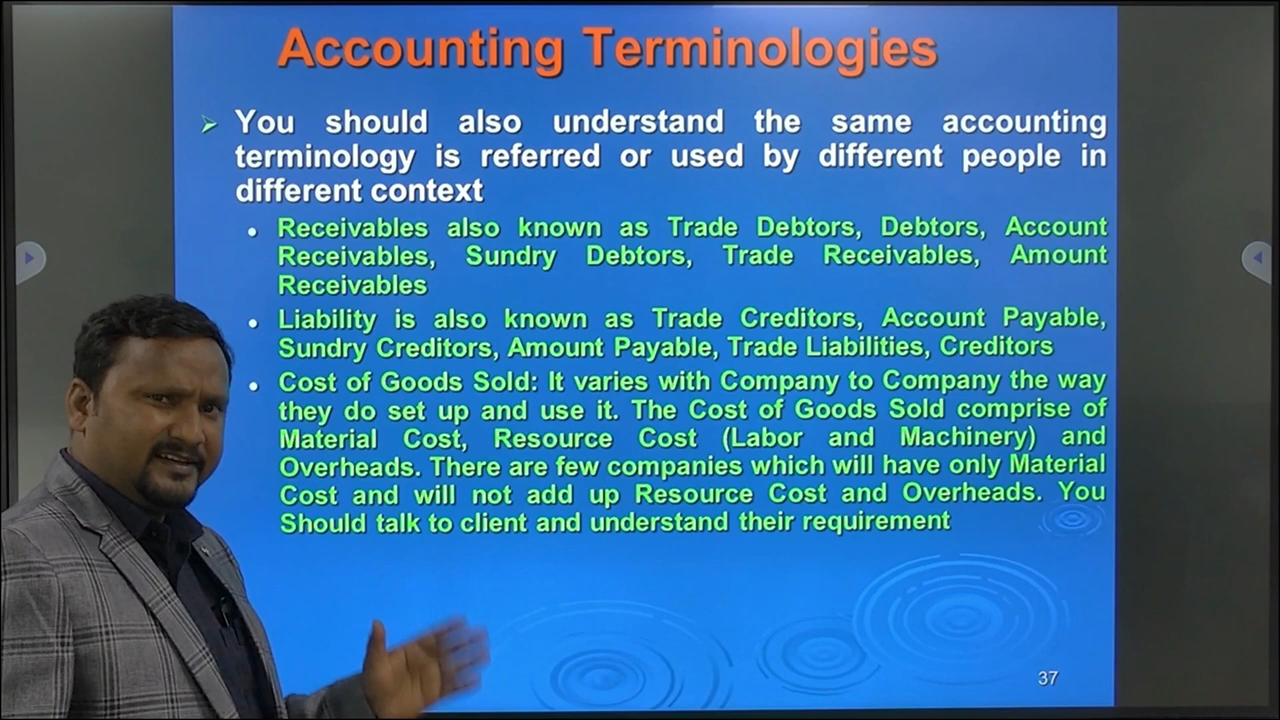 Accounting Terminologies
You should also understand the same accounting
terminology is referred or used by different people in
different context
Receivables also known as Trade Debtors, Debtors, Account
Receivables, Sundry Debtors, Trade Receivables, Amount
Receivables
Liability is also known as Trade Creditors, Account Payable,
Sundry Creditors, Amount Payable, Trade Liabilities, Creditors
Cost of Goods Sold: It varies with Company to Company the way
they do set up and use it. The Cost of Goods Sold comprise of
Material Cost, Resource Cost (Labor and Machinery) and
Overheads. There are few companies which will have only Material
Cost and will not add up Resource Cost and Overheads. You
Should talk to client and understand their requirement
37